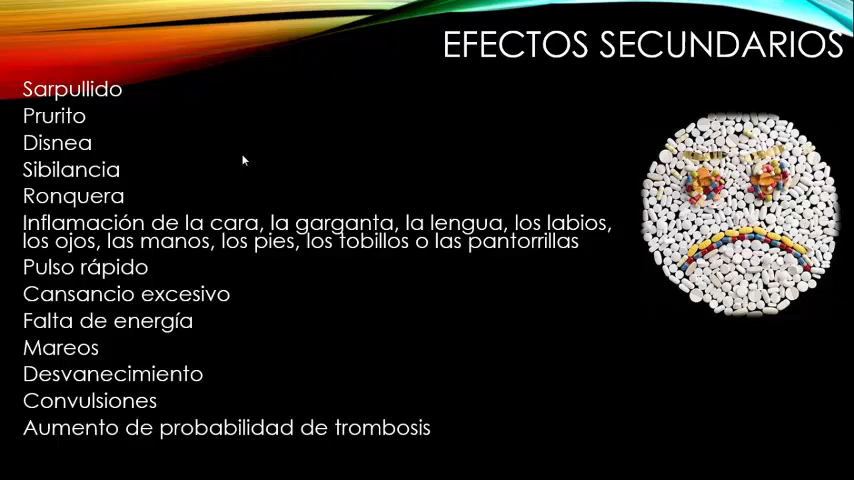 EFECTOS SECUNDARIOS
Sarpullido
Prurito
Disnea
Sibilancia
Ronquera
Inflamación de la cara, la garganta, la lengua, los labios,
los ojos, las manos, los pies, los tobillos o las pantorrillas
Pulso rápido
Cansancio excesivo
Falta de energía
Mareos
Desvanecimiento
Convulsiones
Aumento de probabilidad de trombosis